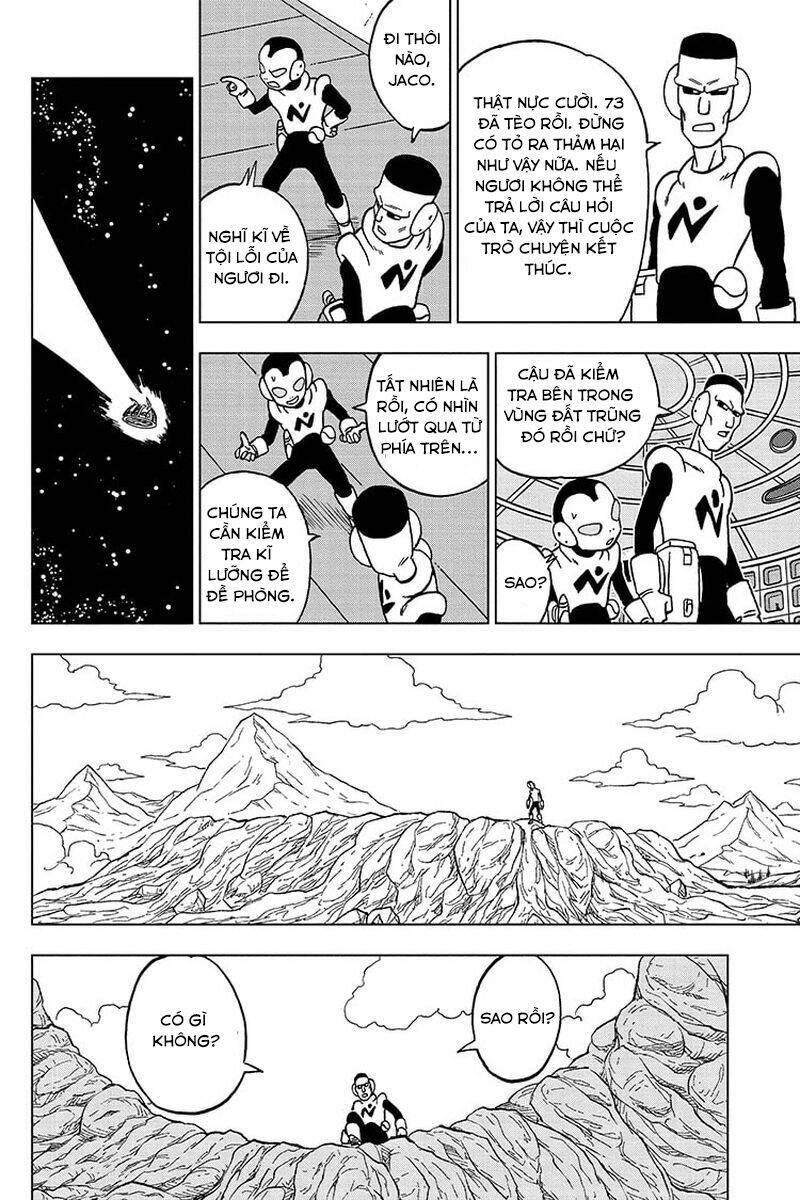 THẬT NỰC CƯỜI. 73
ĐÃ TÈO RỒI. ĐỪNG
CÓ TỎ RA THẢM HẠI
NHƯ VẬY NỮA. NẾU
NGƯƠI KHÔNG THỂ
TRẢ LỜI CÂU HỎI
CỦA TA, VẬY THÌ CUỘC
TRÒ CHUYỆN KẾT
THÚC.
ĐI THÔI
NÀO,
JACO.
NGHĨ KĨ VỀ
TỘI LỖI CỦA
NGƯƠI ĐI.
CẬU ĐÃ KIỂM
TRA BÊN TRONG
VÙNG ĐẤT TRŨNG
ĐÓ RỒI CHỨ?
SAO?
TẤT NHIÊN LÀ
RỒI, CÓ NHÌN
LƯỚT QUA TỪ
PHÍA TRÊN...
CHÚNG TA
CẦN KIỂM
TRA KĨ
LƯỠNG ĐỂ
ĐỀ PHÒNG.
SAO RỒI?
CÓ GÌ
KHÔNG?